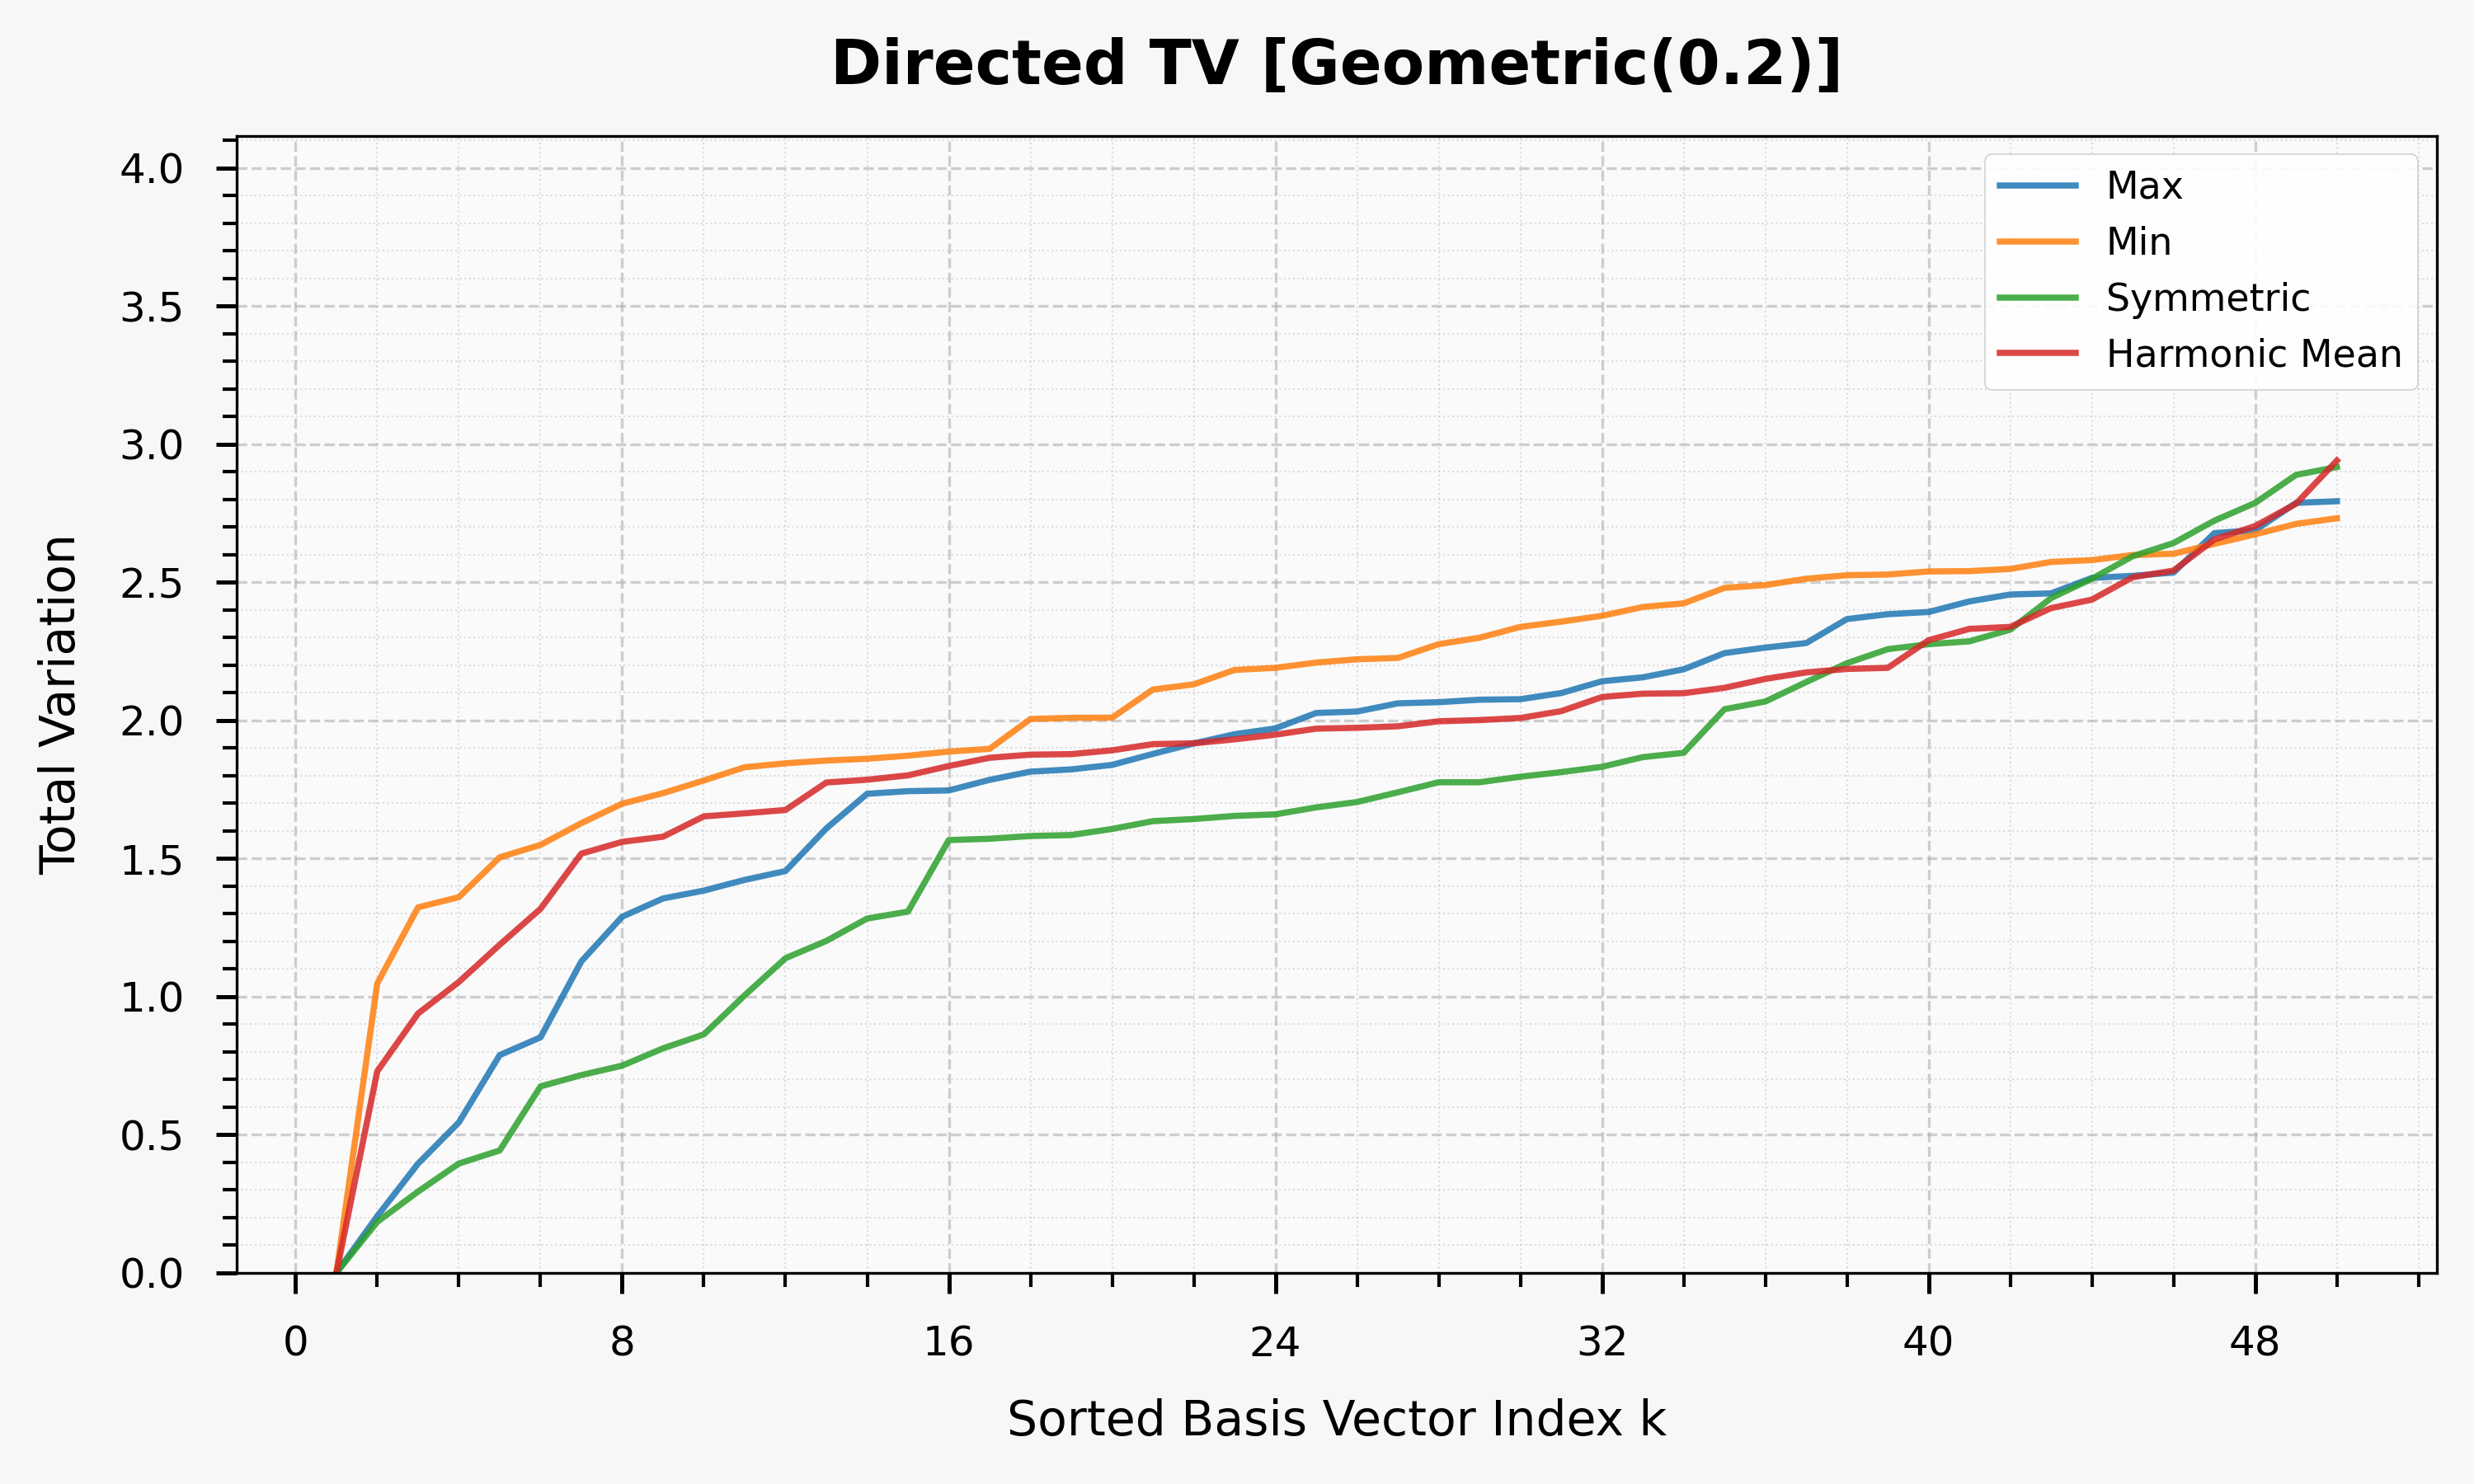 Directed TV [Geometric(0.2)]
Total Variation
4.0
3.5
3.0
2.5
2.0
1.5
1.0
0.5
0.0
Max
Min
Symmetric
Harmonic Mean
0 8 16 24 32 40 48
Sorted Basis Vector Index k